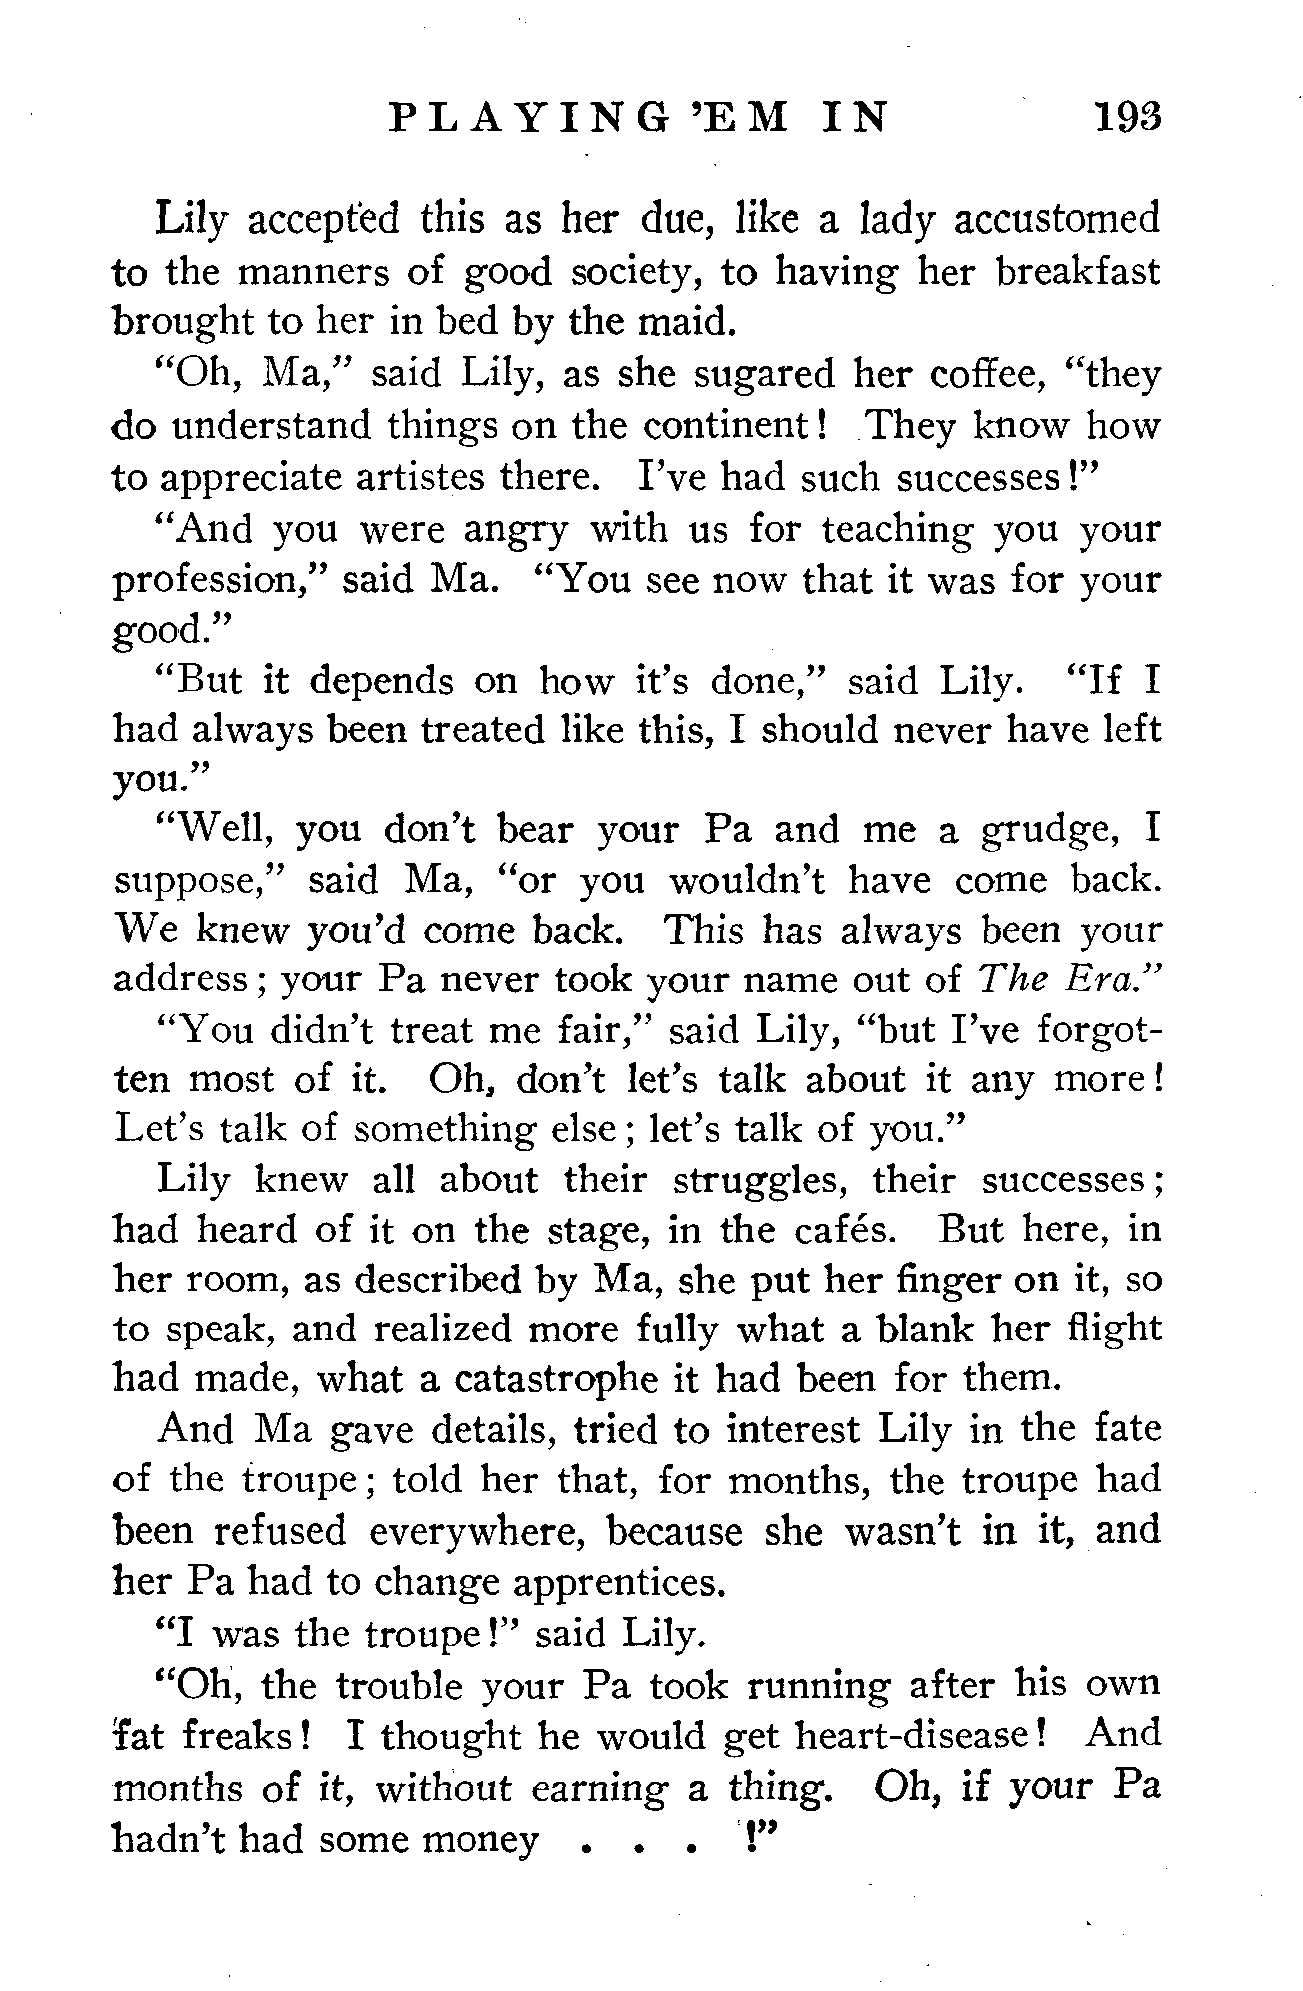 PLAYING 'EM IN 193
Lily accepted this as her due, like a lady accustomed
to the manners of good society, to having her breakfast
brought to her in bed by the maid.
"Oh, Ma," said Lily, as she sugared her coffee, "they
do understand things on the continent! They know how
to appreciate artistes there. I've had such successes!"
"And you were angry with us for teaching you your
profession," said Ma. "You see now that it was for your
good."
"But it depends on how it's done," said Lily. "If I
had always been treated like this, I should never have left
you."
"Well, you don't bear your Pa and me a grudge, I
suppose," said Ma, "or you wouldn't have come back.
We knew you'd come back. This has always been your
address; your Pa never took your name out of The Era."
"You didn't treat me fair," said Lily, "but I've forgot-
ten most of it. Oh, don't let's talk about it any more!
Let's talk of something else; let's talk of you."
Lily knew all about their struggles, their successes;
had heard of it on the stage, in the cafés. But here, in
her room, as described by Ma, she put her finger on it, so
to speak, and realized more fully what a blank her flight
had made, what a catastrophe it had been for them.
And Ma gave details, tried to interest Lily in the fate
of the troupe; told her that, for months, the troupe had
been refused everywhere, because she wasn't in it, and
her Pa had to change apprentices.
"I was the troupe!" said Lily.
"Oh, the trouble your Pa took running after his own
fat freaks! I thought he would get heart-disease! And
months of it, without earning a thing. Oh, if your Pa
hadn't had some money . . . !"